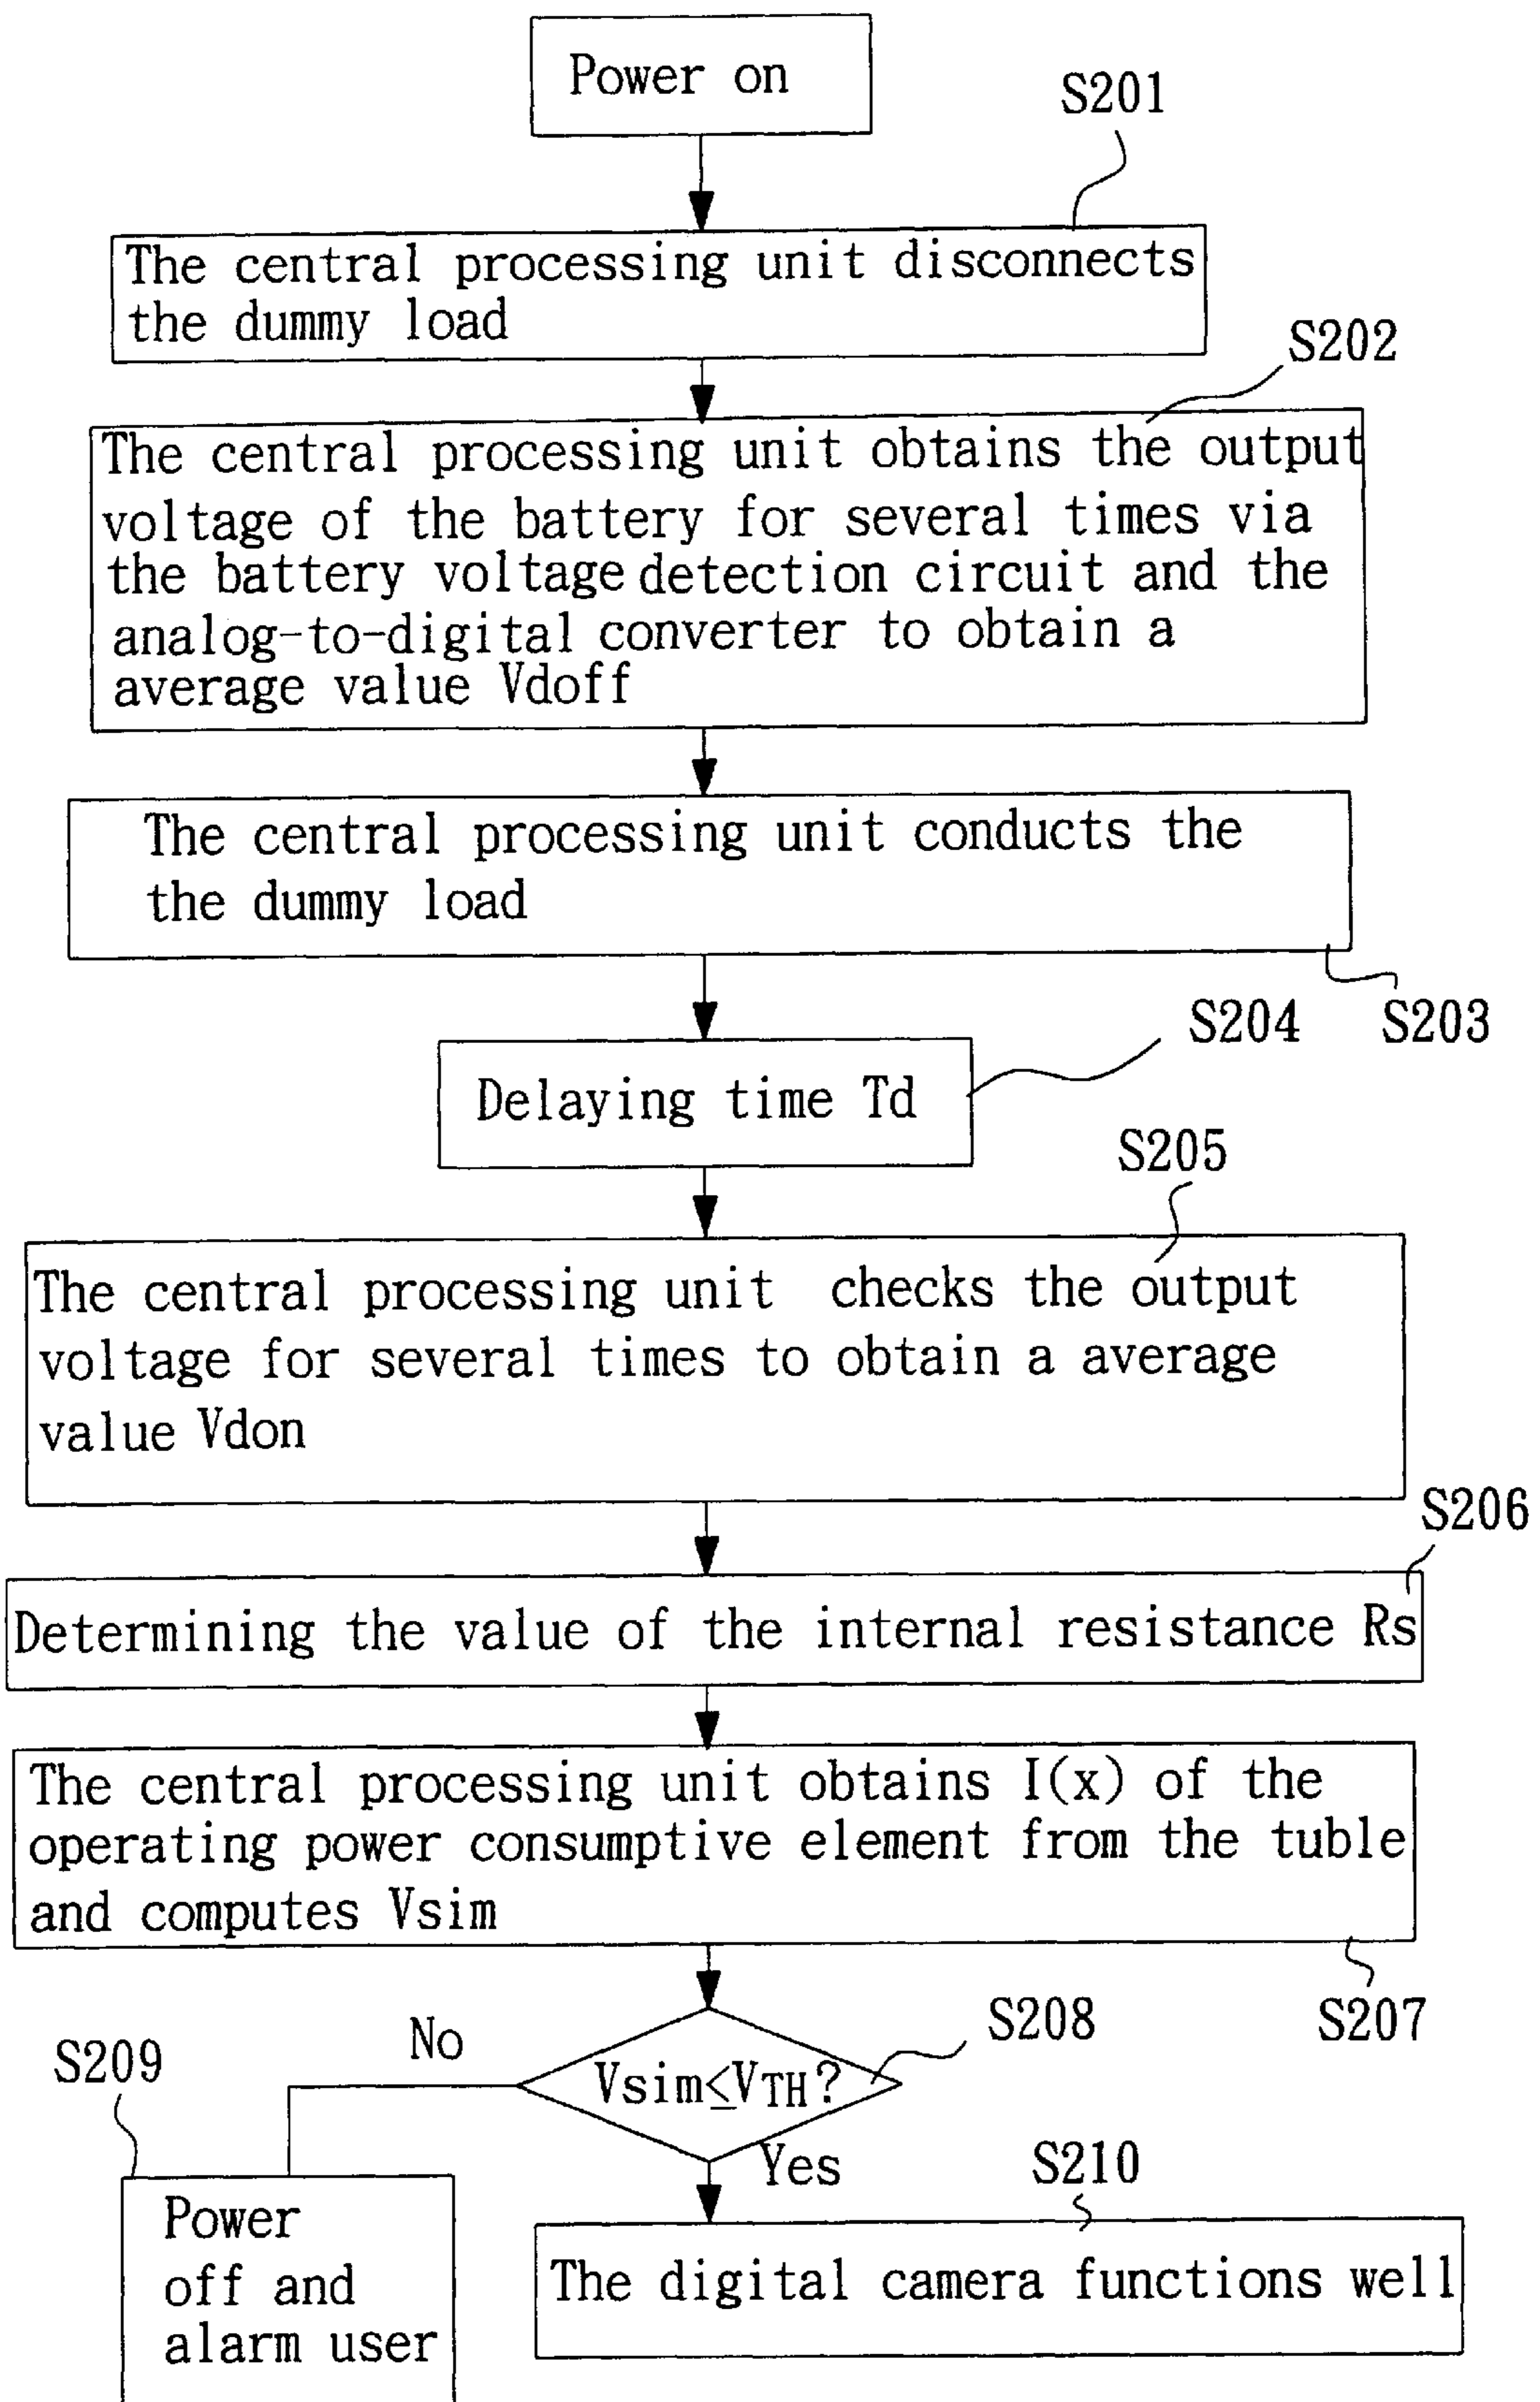 Power on
S201
The central processing unit disconnects
the dummy load
S202
The central processing unit obtains the output
voltage of the battery for several times via
the battery voltage detection circuit and the
analog-to-digital converter to obtain a
average value Vdoff
The central processing unit conducts the
the dummy load
S203
S204
Delaying time Td
S205
The central processing unit checks the output
voltage for several times to obtain a average
value Vdon
S206
Determining the value of the internal resistance Rs
The central processing unit obtains I(x) of the
operating power consumptive element from the tuble
and computes Vsim
S207
S208
Vsim≤VTH?
No
Yes
S209
Power
off and
alarm user
S210
The digital camera functions well